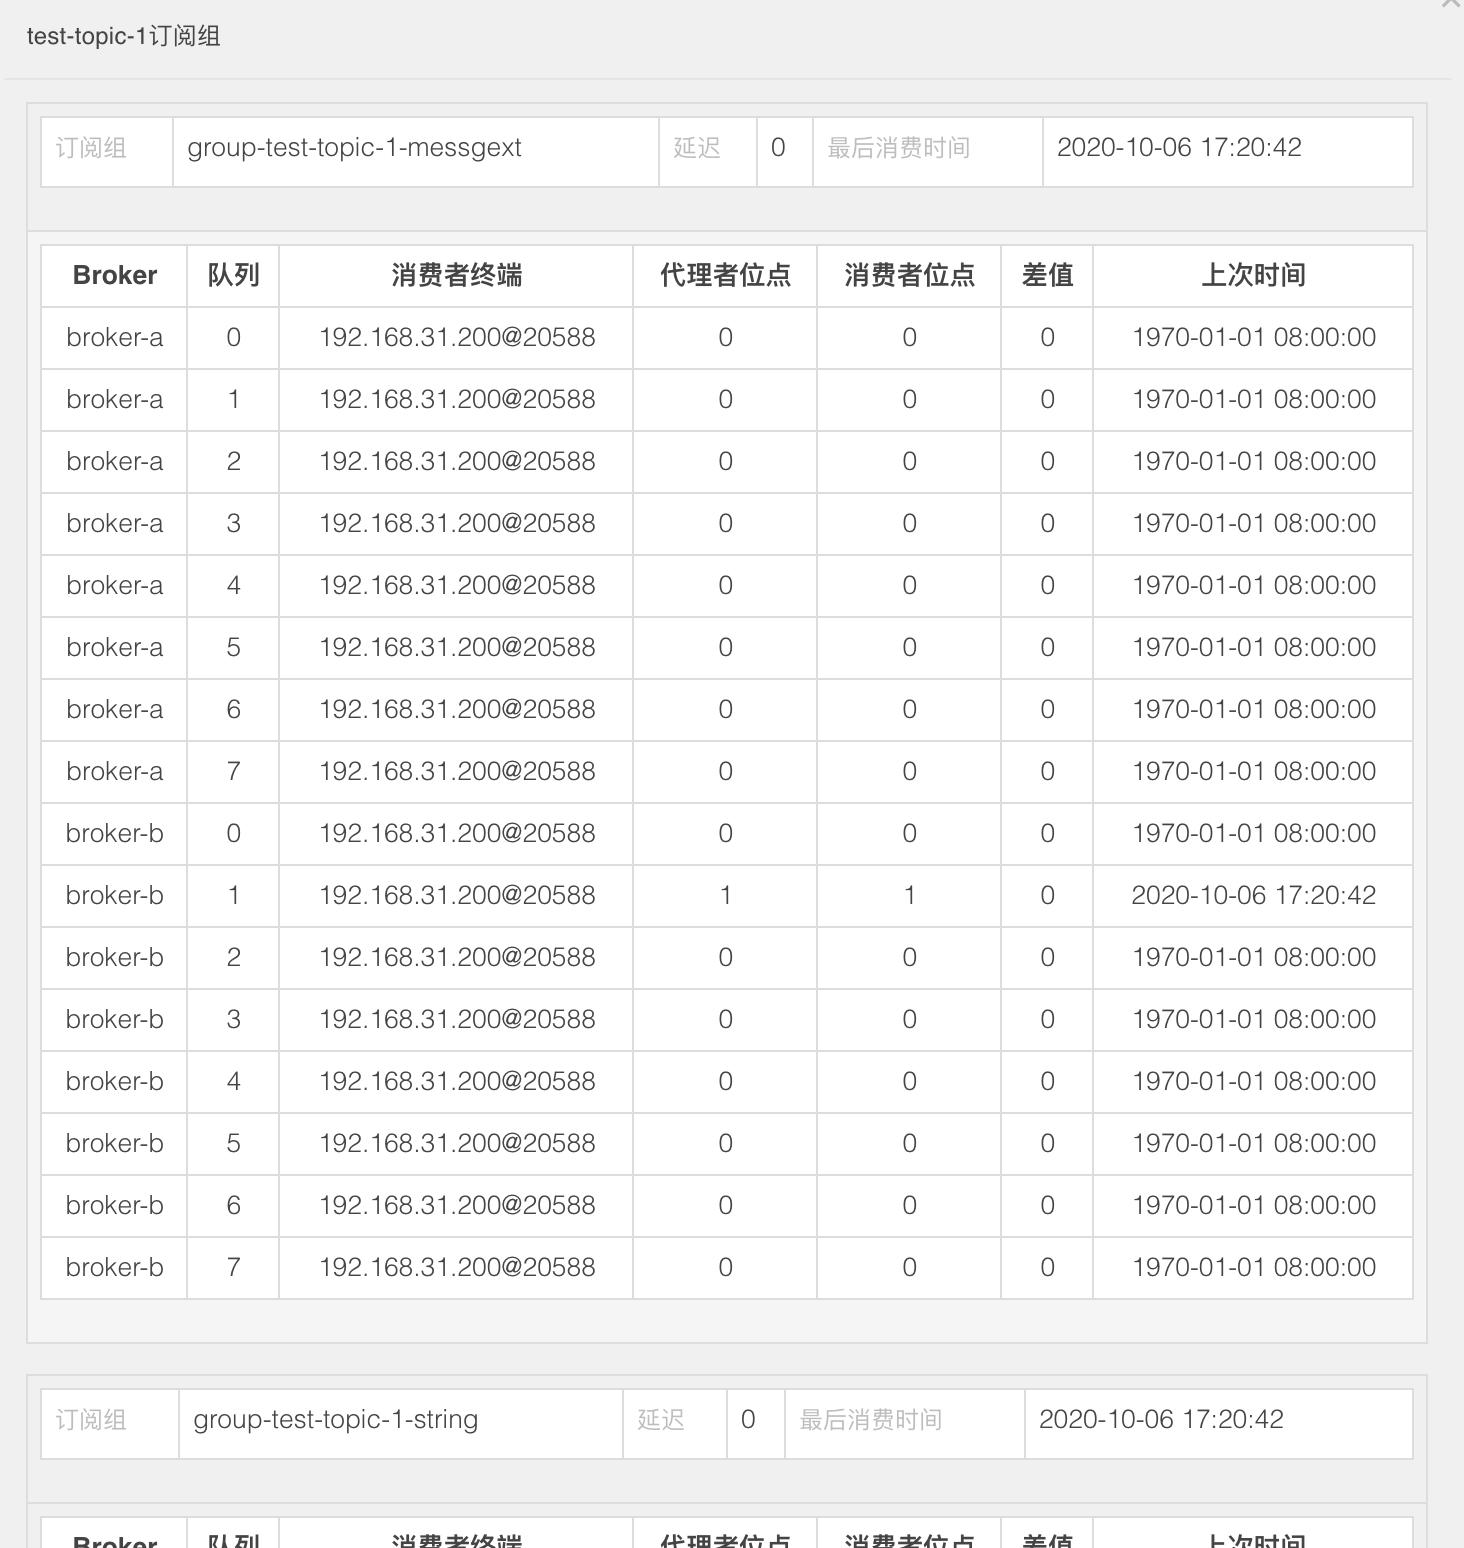 test-topic-1订阅组
订阅组 group-test-topic-1-messgext 延迟 0 最后消费时间 2020-10-06 17:20:42
Broker 队列 消费者终端 代理者位点 消费者位点 差值 上次时间
broker-a 0 192.168.31.200@20588 0 0 0 1970-01-01 08:00:00
broker-a 1 192.168.31.200@20588 0 0 0 1970-01-01 08:00:00
broker-a 2 192.168.31.200@20588 0 0 0 1970-01-01 08:00:00
broker-a 3 192.168.31.200@20588 0 0 0 1970-01-01 08:00:00
broker-a 4 192.168.31.200@20588 0 0 0 1970-01-01 08:00:00
broker-a 5 192.168.31.200@20588 0 0 0 1970-01-01 08:00:00
broker-a 6 192.168.31.200@20588 0 0 0 1970-01-01 08:00:00
broker-a 7 192.168.31.200@20588 0 0 0 1970-01-01 08:00:00
broker-b 0 192.168.31.200@20588 0 0 0 1970-01-01 08:00:00
broker-b 1 192.168.31.200@20588 1 1 0 2020-10-06 17:20:42
broker-b 2 192.168.31.200@20588 0 0 0 1970-01-01 08:00:00
broker-b 3 192.168.31.200@20588 0 0 0 1970-01-01 08:00:00
broker-b 4 192.168.31.200@20588 0 0 0 1970-01-01 08:00:00
broker-b 5 192.168.31.200@20588 0 0 0 1970-01-01 08:00:00
broker-b 6 192.168.31.200@20588 0 0 0 1970-01-01 08:00:00
broker-b 7 192.168.31.200@20588 0 0 0 1970-01-01 08:00:00
订阅组 group-test-topic-1-string 延迟 0 最后消费时间 2020-10-06 17:20:42
Broker 队列 消费者终端 代理者位点 消费者位点 差值 上次时间